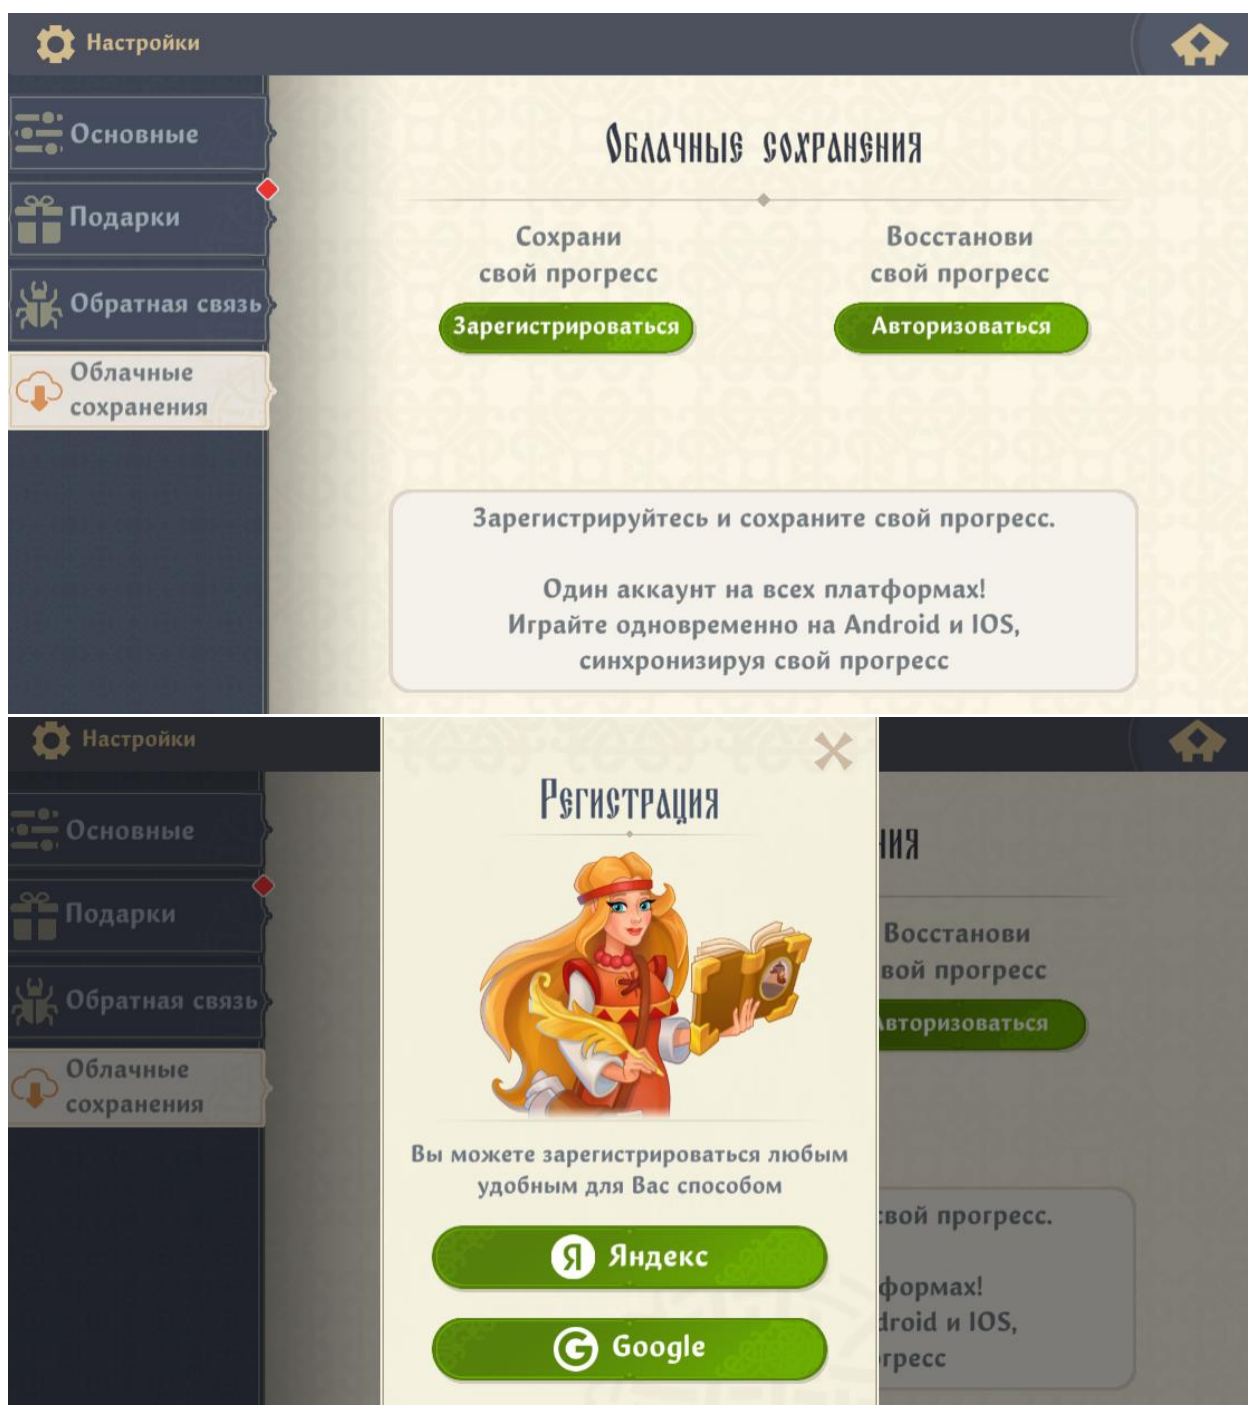 Настройки
Основные
Подарки
Обратная связь
Облачные
сохранения
Облачные сохранения
Сохрани
свой прогресс
Зарегистрироваться
Восстанови
свой прогресс
Авторизоваться
Зарегистрируйтесь и сохраните свой прогресс.
Один аккаунт на всех платформах!
Играйте одновременно на Android и IOS,
синхронизируя свой прогресс
Настройки
Основные
Подарки
Обратная связь
Облачные
сохранения
Регистрация
Вы можете зарегистрироваться любым
удобным для Вас способом
Я Яндекс
G Google
ния
Восстанови
вой прогресс
вторизоваться
свой прогресс.
формах!
droid и IOS,
гресс